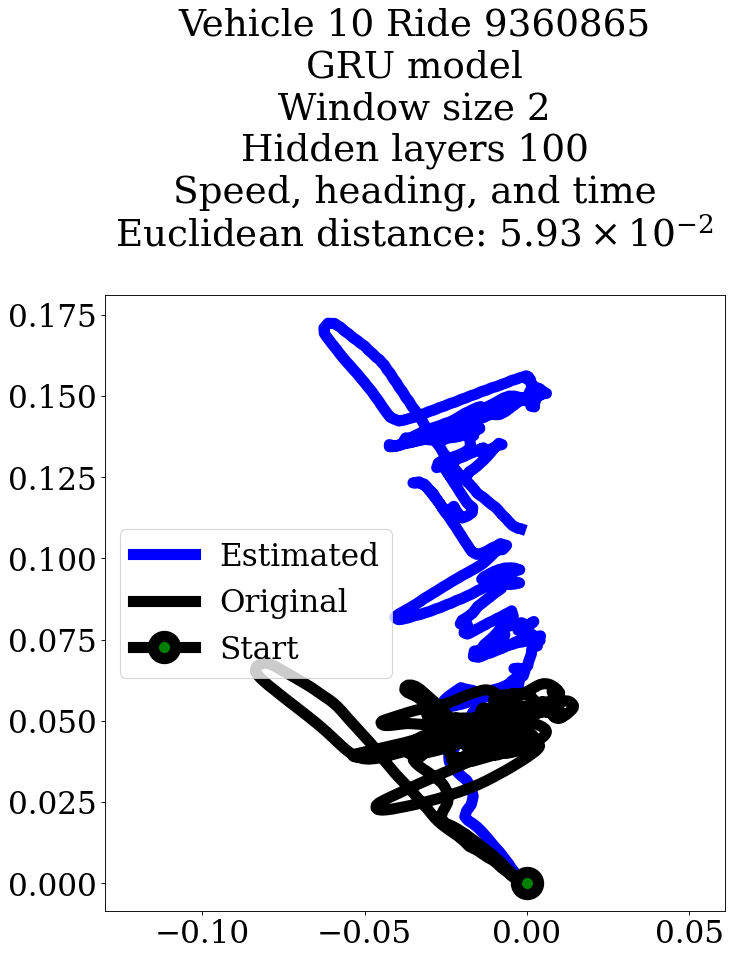 Vehicle 10 Ride 9360865
GRU model
Window size 2
Hidden layers 100
Speed, heading, and time
Euclidean distance: 5.93 × 10⁻²
0.175
0.150
0.125
0.100
0.075
0.050
0.025
0.000
Estimated
Original
Start
−0.10
−0.05
0.00
0.05